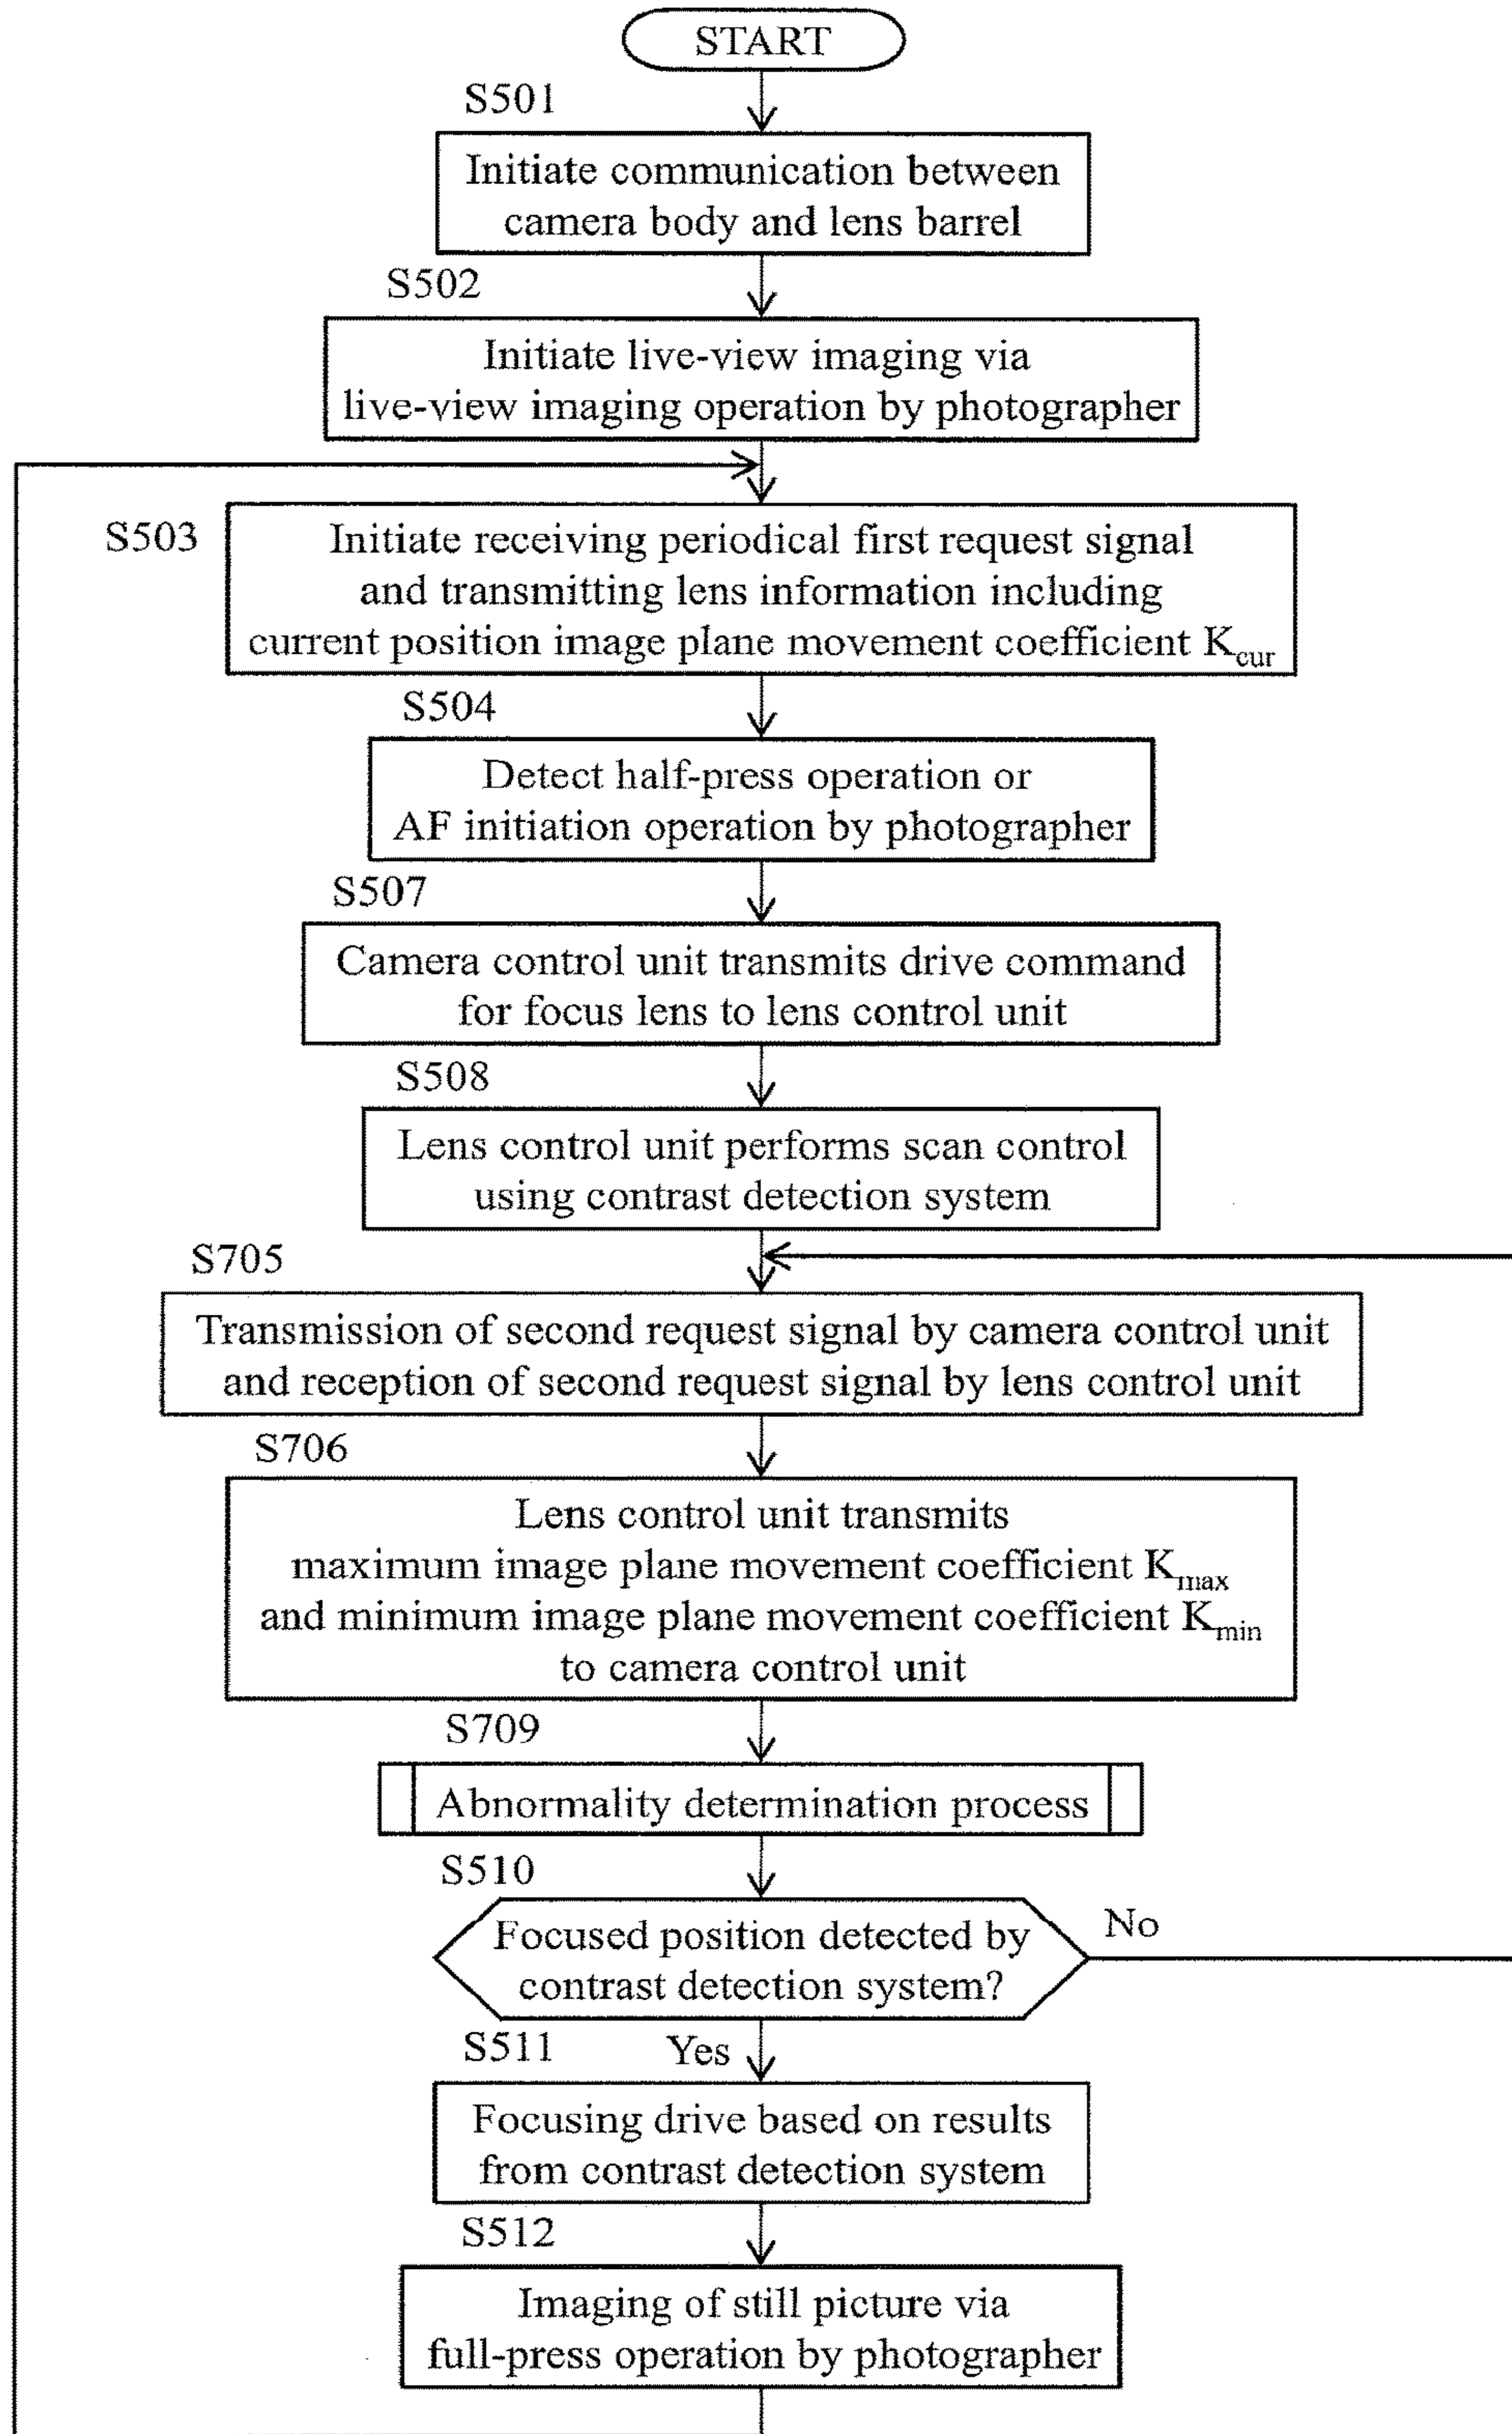 START
S501
Initiate communication between
camera body and lens barrel
S502
Initiate live-view imaging via
live-view imaging operation by photographer
S503
Initiate receiving periodical first request signal
and transmitting lens information including
current position image plane movement coefficient Kcur
S504
Detect half-press operation or
AF initiation operation by photographer
S507
Camera control unit transmits drive command
for focus lens to lens control unit
S508
Lens control unit performs scan control
using contrast detection system
S705
Transmission of second request signal by camera control unit
and reception of second request signal by lens control unit
S706
Lens control unit transmits
maximum image plane movement coefficient Kmax
and minimum image plane movement coefficient Kmin
to camera control unit
S709
Abnormality determination process
S510
Focused position detected by
contrast detection system?
No
S511
Yes
Focusing drive based on results
from contrast detection system
S512
Imaging of still picture via
full-press operation by photographer